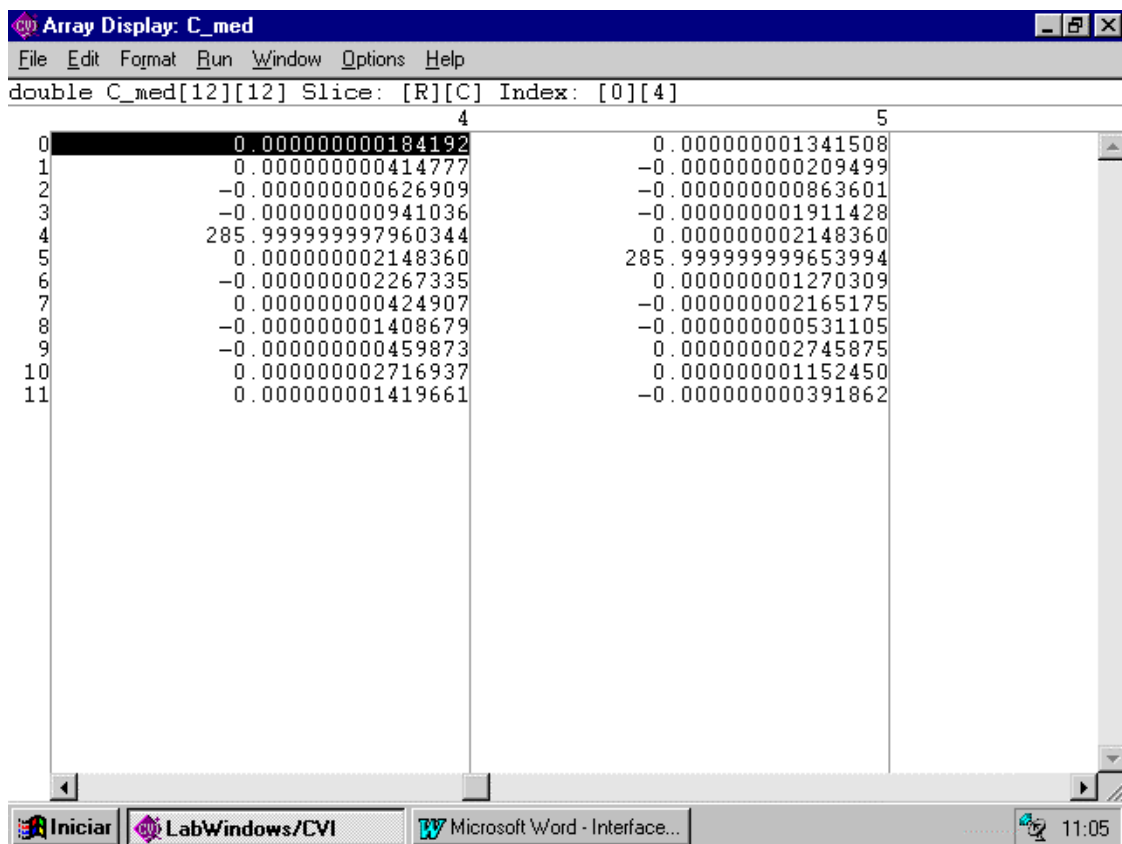 Array Display: C_med
File Edit Format Run Window Options Help
double C_med[12][12] Slice: [R][C] Index: [0][4]
4 5
0 0.000000000184192 0.000000001341508
1 0.000000000414777 -0.000000000209499
2 -0.000000000626909 -0.000000000863601
3 -0.000000000941036 -0.000000001911428
4 285.999999997960344 0.000000002148360
5 0.000000002148360 285.999999999653994
6 -0.000000002267335 0.000000001270309
7 0.000000000424907 -0.000000002165175
8 -0.000000001408679 -0.000000000531105
9 -0.000000000459873 0.000000002745875
10 0.000000002716937 0.000000001152450
11 0.000000001419661 -0.000000000391862
Iniciar LabWindows/CVI Microsoft Word - Interface... 11:05